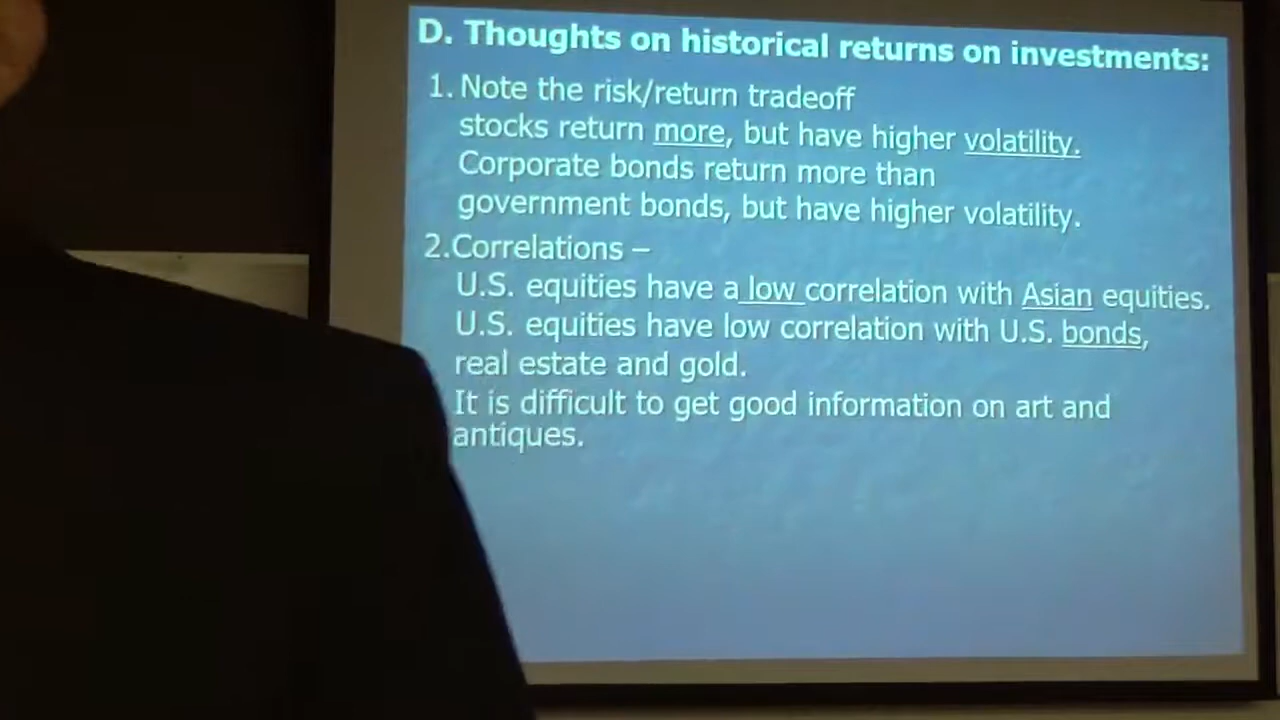 D. Thoughts on historical returns on investments:
1. Note the risk/return tradeoff
stocks return more, but have higher volatility.
Corporate bonds return more than
government bonds, but have higher volatility.
2.Correlations –
U.S. equities have a low correlation with Asian equities.
U.S. equities have low correlation with U.S. bonds,
real estate and gold.
It is difficult to get good information on art and
antiques.